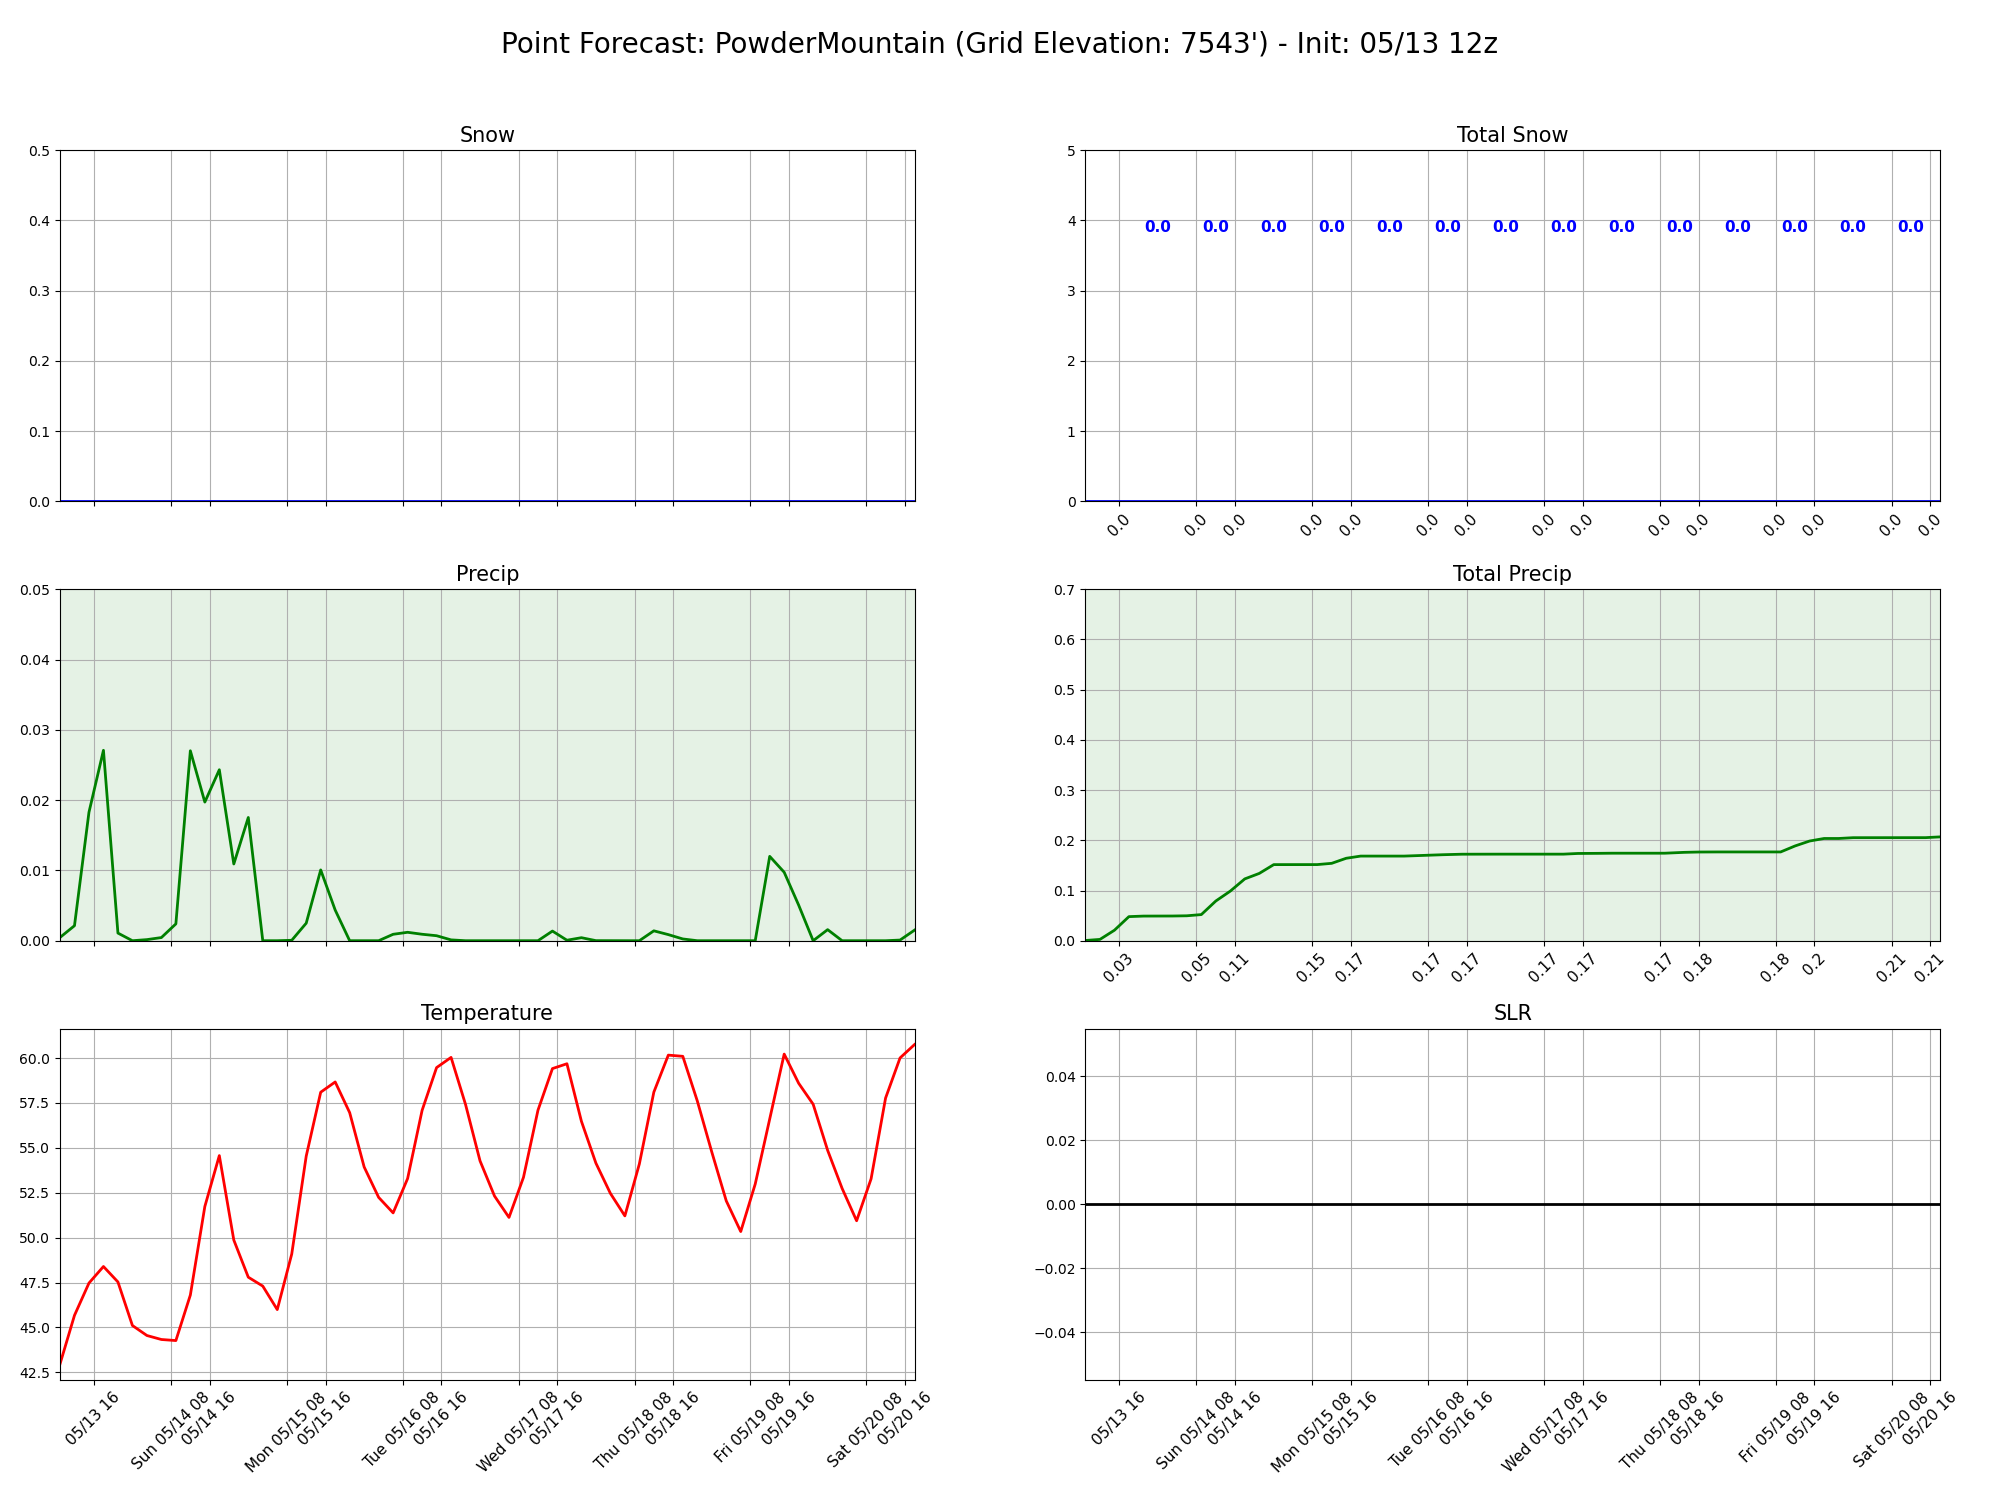 Point Forecast: PowderMountain (Grid Elevation: 7543') - Init: 05/13 12z
Snow
0.5
0.4
0.3
0.2
0.1
0.0
Total Snow
5
4
3
2
1
0
0.0 0.0 0.0 0.0 0.0 0.0 0.0 0.0 0.0 0.0 0.0 0.0 0.0 0.0
0.0 0.0 0.0 0.0 0.0 0.0 0.0 0.0 0.0 0.0 0.0 0.0 0.0 0.0 0.0
Precip
0.05
0.04
0.03
0.02
0.01
0.00
Total Precip
0.7
0.6
0.5
0.4
0.3
0.2
0.1
0.0
0.03 0.05 0.11 0.15 0.17 0.17 0.17 0.17 0.17 0.17 0.18 0.18 0.2 0.21 0.21
Temperature
60.0
57.5
55.0
52.5
50.0
47.5
45.0
42.5
05/13 16
Sun 05/14 08
05/14 16
Mon 05/15 08
05/15 16
Tue 05/16 08
05/16 16
Wed 05/17 08
05/17 16
Thu 05/18 08
05/18 16
Fri 05/19 08
05/19 16
Sat 05/20 08
05/20 16
SLR
0.04
0.02
0.00
−0.02
−0.04
05/13 16
Sun 05/14 08
05/14 16
Mon 05/15 08
05/15 16
Tue 05/16 08
05/16 16
Wed 05/17 08
05/17 16
Thu 05/18 08
05/18 16
Fri 05/19 08
05/19 16
Sat 05/20 08
05/20 16